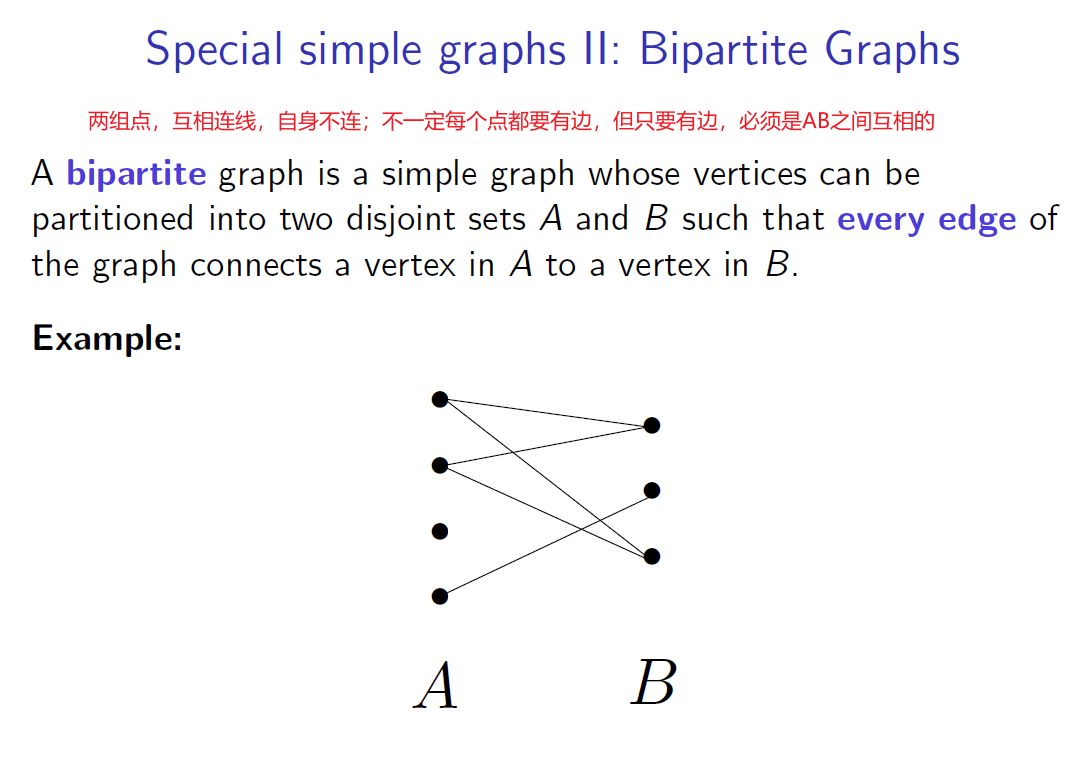 Special simple graphs II: Bipartite Graphs
两组点，互相连线，自身不连；不一定每个点都要有边，但只要有边，必须是AB之间互相的
A bipartite graph is a simple graph whose vertices can be
partitioned into two disjoint sets A and B such that every edge of
the graph connects a vertex in A to a vertex in B.
Example:
A B